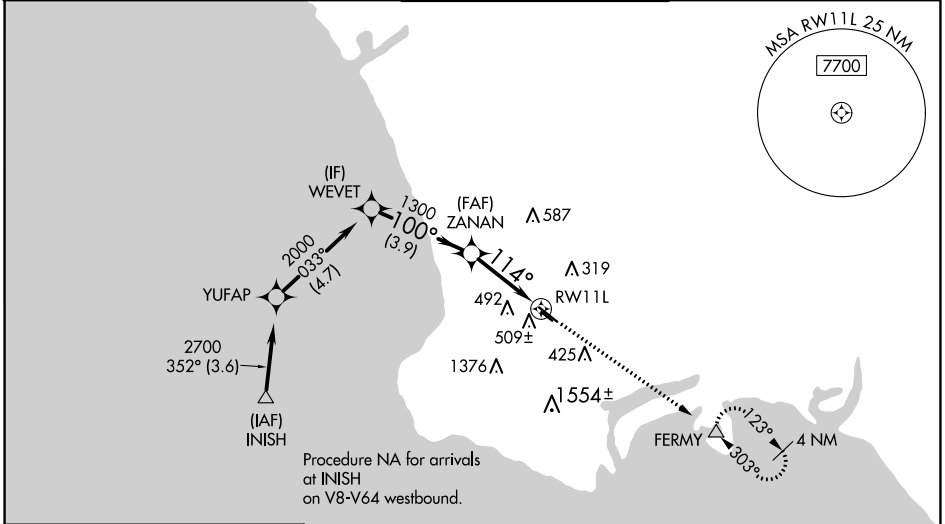 MSA RW11L 25 NM
7700
(IF)
WEVET
1300
100°
(3.9)
(FAF)
ZANAN
587
114°
319
2000
033°
(4.7)
YUFAP
492
RW11L
509±
2700
352° (3.6)
1376
425
1554±
(IAF)
INISH
FERMY
123°
303°
4 NM
Procedure NA for arrivals
at INISH
on V8-V64 westbound.